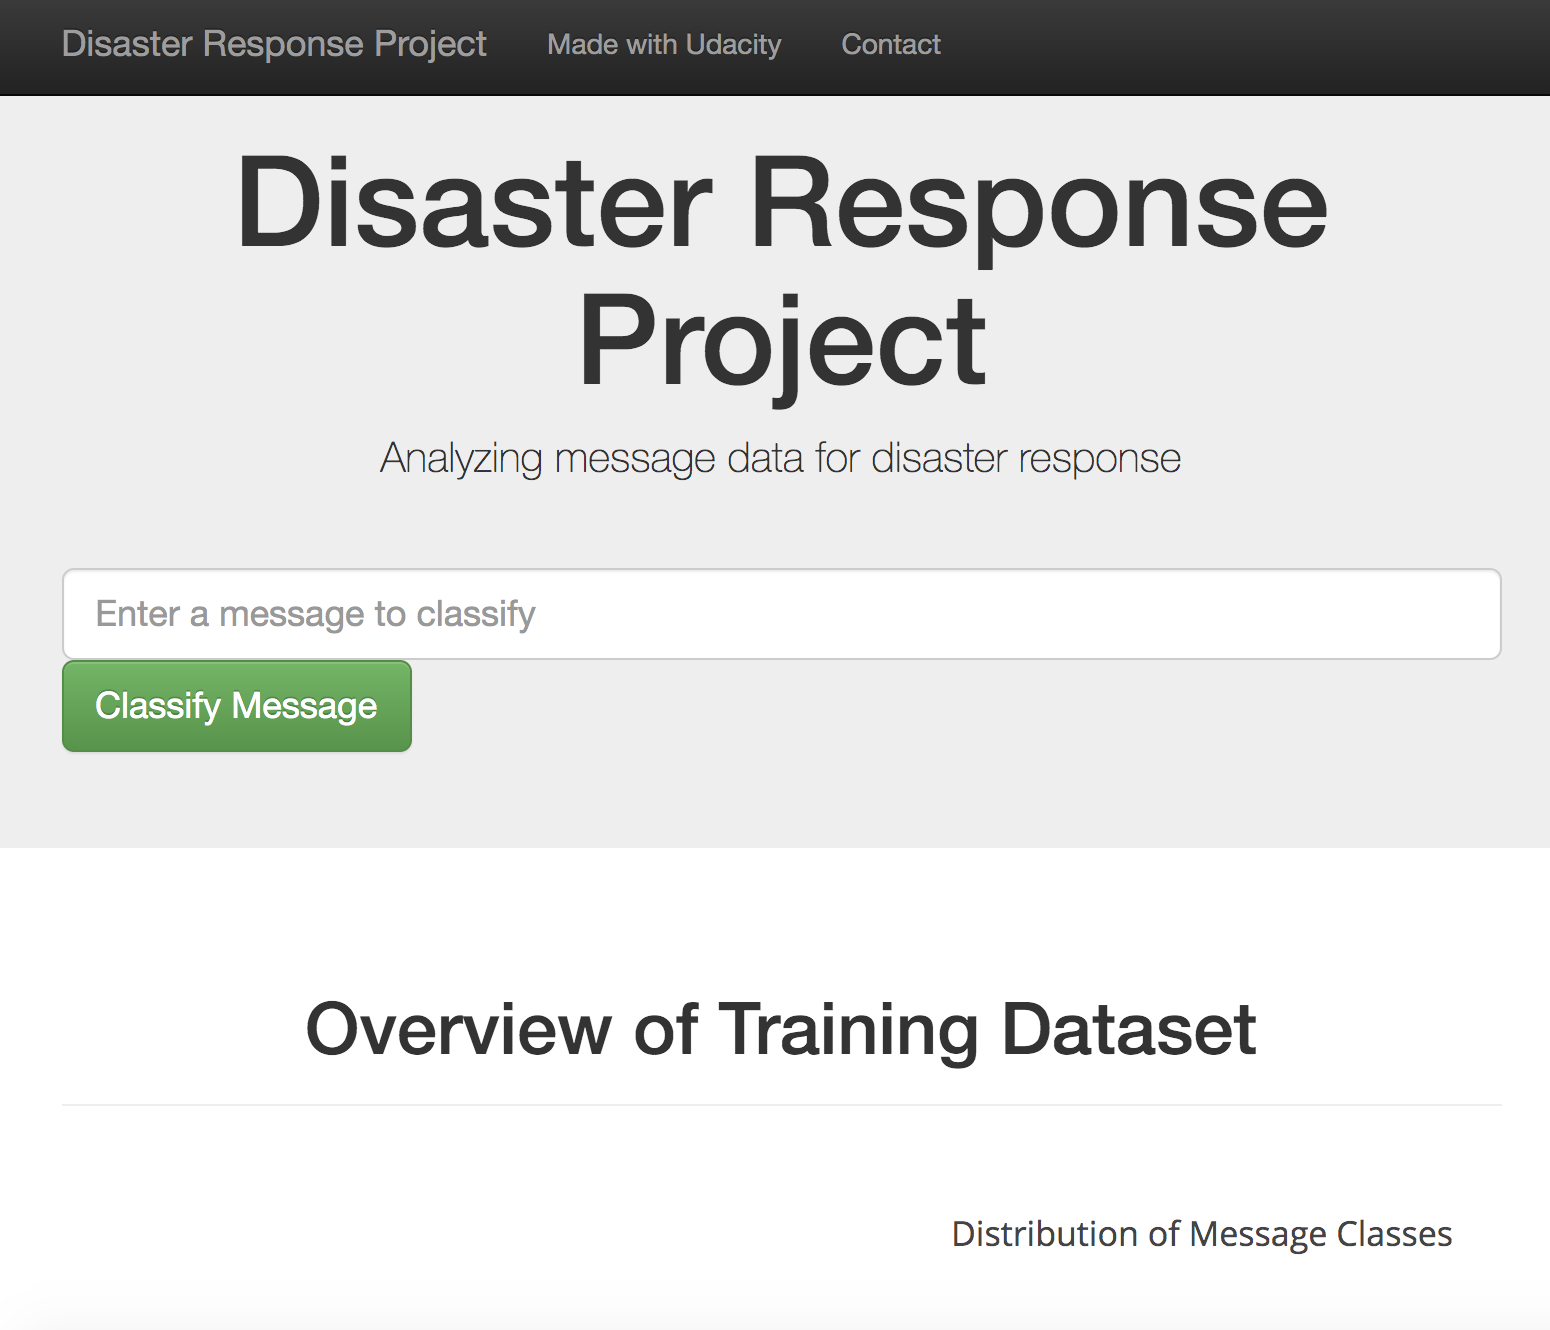 Disaster Response Project Made with Udacity Contact
Disaster Response
Project
Analyzing message data for disaster response
Enter a message to classify
Classify Message
Overview of Training Dataset
Distribution of Message Classes